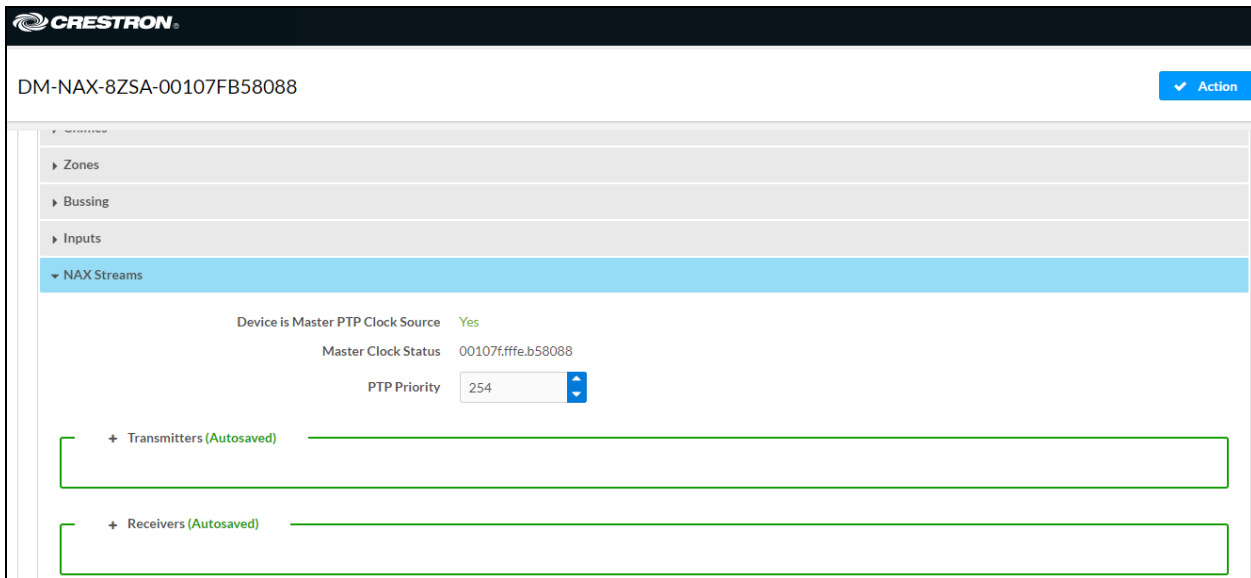 CRESTRON®
DM-NAX-8ZSA-00107FB58088
Action
Zones
Bussing
Inputs
NAX Streams
Device is Master PTP Clock Source Yes
Master Clock Status 00107f.fffe.b58088
PTP Priority 254
+ Transmitters (Autosaved)
+ Receivers (Autosaved)